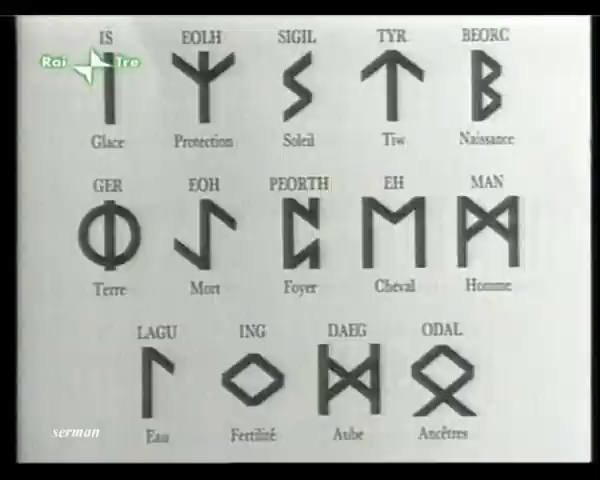 IS EOLH SIGIL TYR BEORC
Rai Tre
ᛁ ᛉ ᛋ ᛏ ᛒ
Glace Protection Soleil Tiw Naissance
GER EOH PEORTH EH MAN
ᛇ ᛈ ᛖ ᛗ
Terre Mort Foyer Cheval Homme
LAGU ING DAEG ODAL
ᛚ ᛜ ᛞ ᛟ
Eau Fertilité Aube Ancêtres
serman